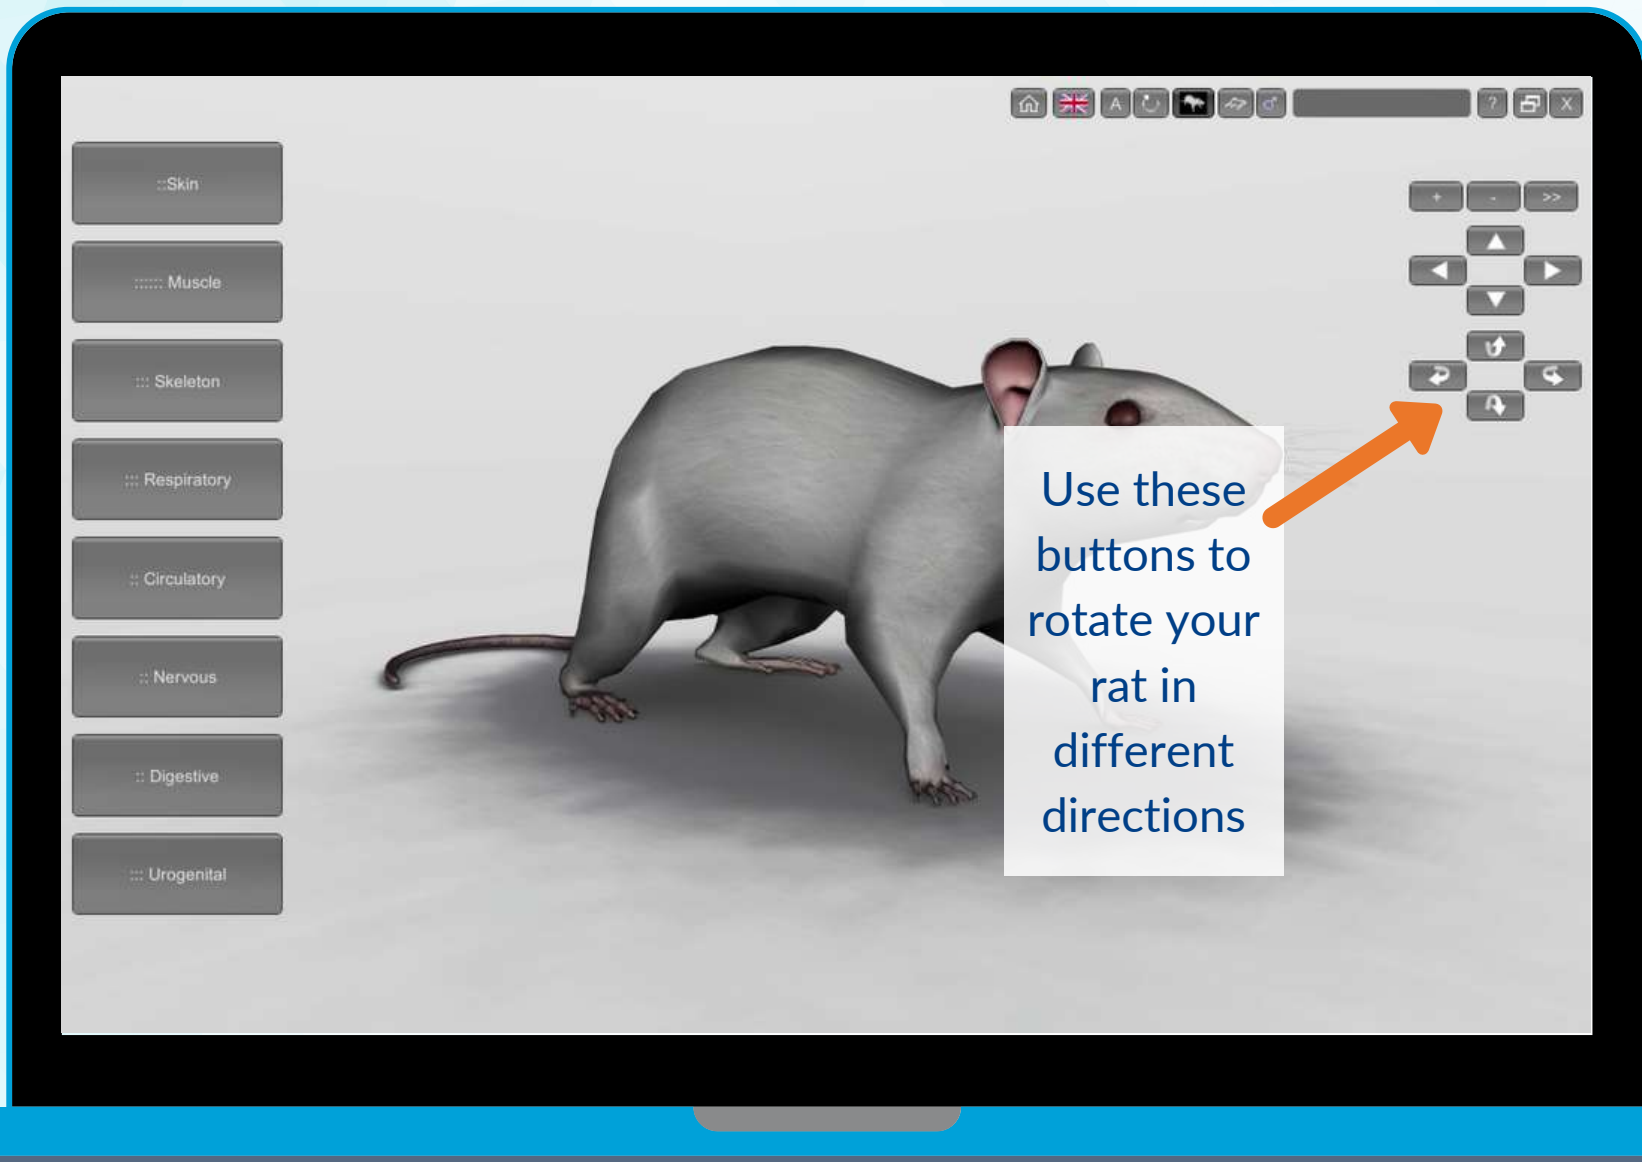 A
?
X
::Skin
:::::: Muscle
::: Skeleton
::: Respiratory
:: Circulatory
:: Nervous
:: Digestive
::: Urogenital
+ - >>
Use these
buttons to
rotate your
rat in
different
directions